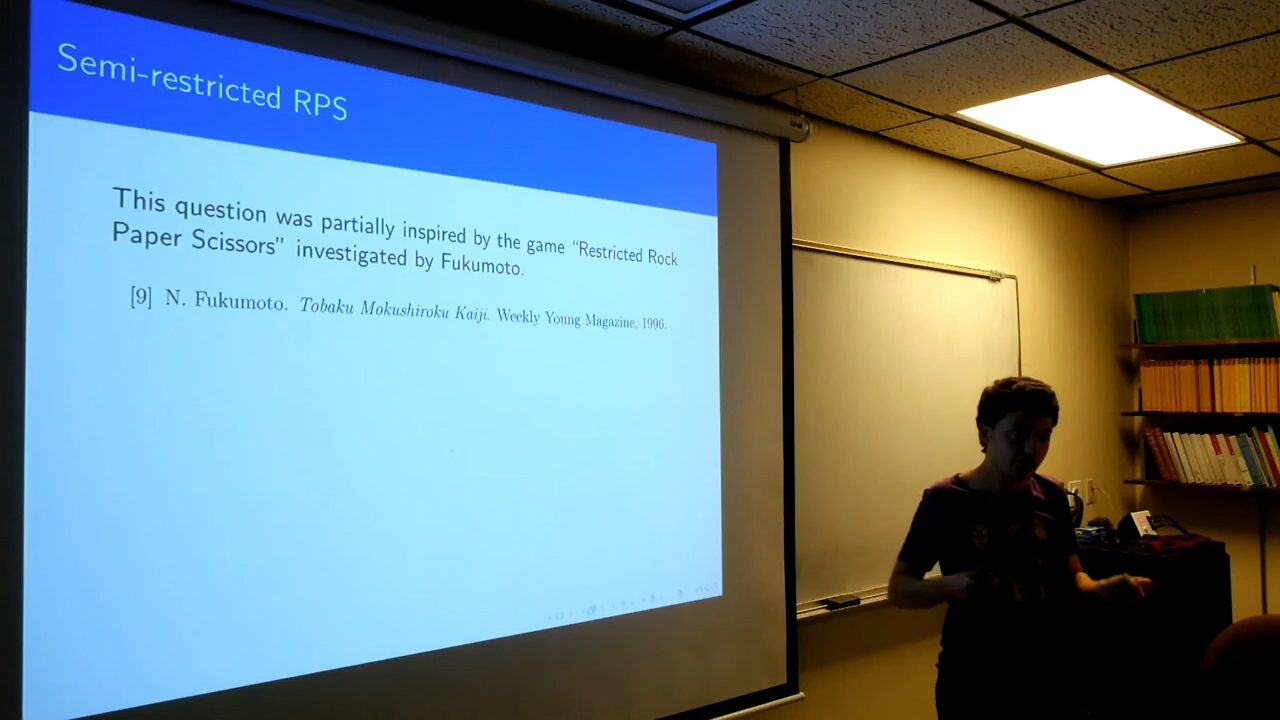 Semi-restricted RPS
This question was partially inspired by the game “Restricted Rock
Paper Scissors” investigated by Fukumoto.
[9] N. Fukumoto. Tobaku Mokushiroku Kaiji. Weekly Young Magazine, 1996.